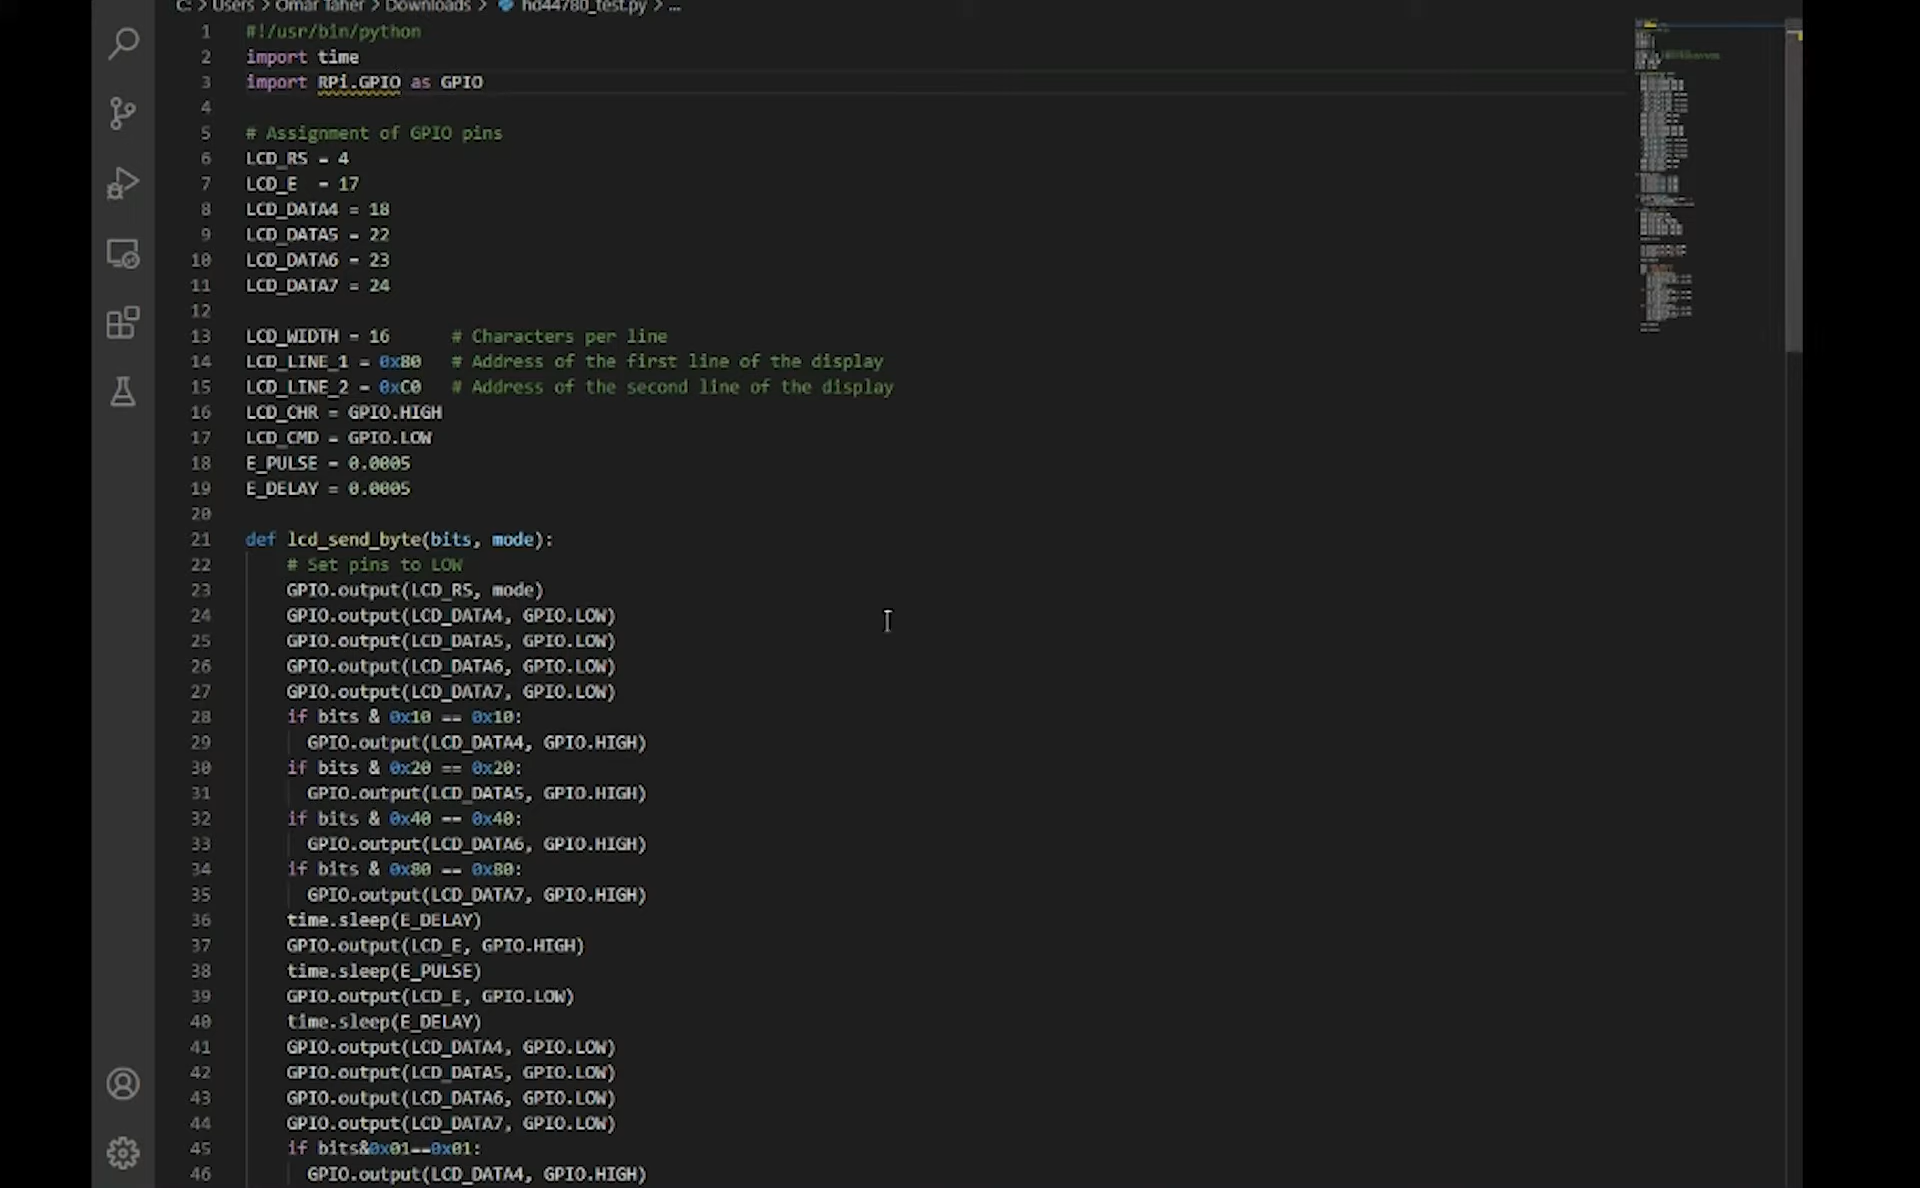 C: > Users > Omar Taher > Downloads > hd44780_test.py > ...
1 #!/usr/bin/python
2 import time
3 import RPi.GPIO as GPIO
4
5 # Assignment of GPIO pins
6 LCD_RS = 4
7 LCD_E  = 17
8 LCD_DATA4 = 18
9 LCD_DATA5 = 22
10 LCD_DATA6 = 23
11 LCD_DATA7 = 24
12
13 LCD_WIDTH = 16      # Characters per line
14 LCD_LINE_1 = 0x80   # Address of the first line of the display
15 LCD_LINE_2 = 0xC0   # Address of the second line of the display
16 LCD_CHR = GPIO.HIGH
17 LCD_CMD = GPIO.LOW
18 E_PULSE = 0.0005
19 E_DELAY = 0.0005
20
21 def lcd_send_byte(bits, mode):
22     # Set pins to LOW
23     GPIO.output(LCD_RS, mode)
24     GPIO.output(LCD_DATA4, GPIO.LOW)
25     GPIO.output(LCD_DATA5, GPIO.LOW)
26     GPIO.output(LCD_DATA6, GPIO.LOW)
27     GPIO.output(LCD_DATA7, GPIO.LOW)
28     if bits & 0x10 == 0x10:
29       GPIO.output(LCD_DATA4, GPIO.HIGH)
30     if bits & 0x20 == 0x20:
31       GPIO.output(LCD_DATA5, GPIO.HIGH)
32     if bits & 0x40 == 0x40:
33       GPIO.output(LCD_DATA6, GPIO.HIGH)
34     if bits & 0x80 == 0x80:
35       GPIO.output(LCD_DATA7, GPIO.HIGH)
36     time.sleep(E_DELAY)
37     GPIO.output(LCD_E, GPIO.HIGH)
38     time.sleep(E_PULSE)
39     GPIO.output(LCD_E, GPIO.LOW)
40     time.sleep(E_DELAY)
41     GPIO.output(LCD_DATA4, GPIO.LOW)
42     GPIO.output(LCD_DATA5, GPIO.LOW)
43     GPIO.output(LCD_DATA6, GPIO.LOW)
44     GPIO.output(LCD_DATA7, GPIO.LOW)
45     if bits&0x01==0x01:
46       GPIO.output(LCD_DATA4, GPIO.HIGH)